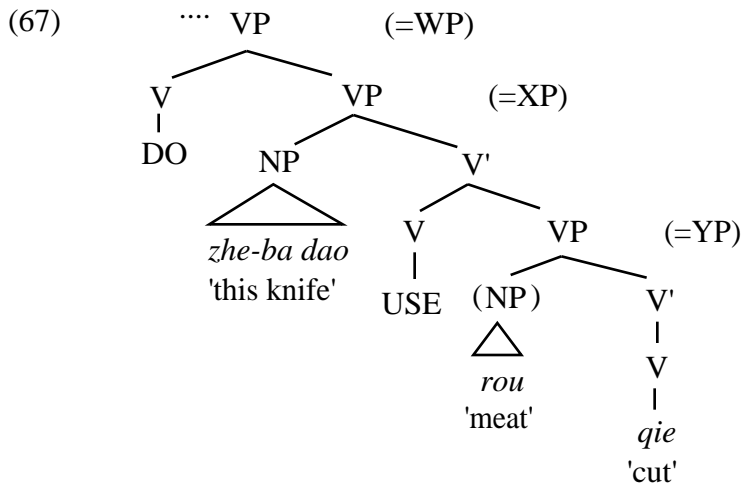 (67) .... VP (=WP)
V VP (=XP)
DO NP V'
zhe-ba dao V VP (=YP)
'this knife' USE (NP) V'
rou V
'meat' qie
'cut'